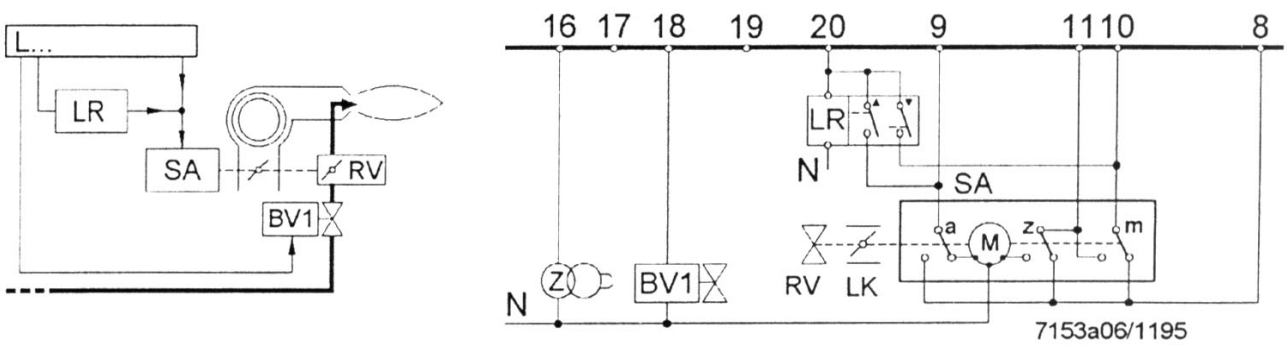 L...
LR
SA
RV
BV1
16 17 18 19 20 9 11 10 8
LR
N
SA
a M z m
RV LK
Z
BV1
N
7153a06/1195